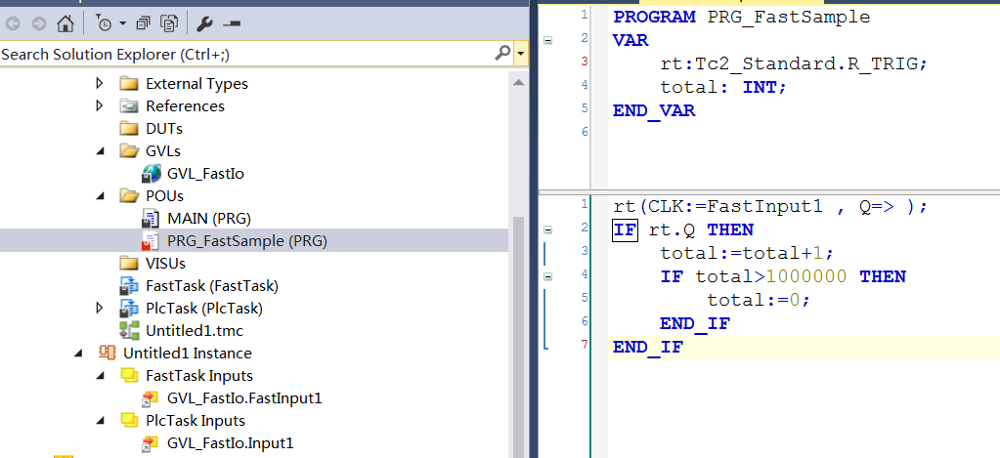 Search Solution Explorer (Ctrl+;)
External Types
References
DUTs
GVLs
GVL_FastIo
POUs
MAIN (PRG)
PRG_FastSample (PRG)
VISUs
FastTask (FastTask)
PlcTask (PlcTask)
Untitled1.tmc
Untitled1 Instance
FastTask Inputs
GVL_FastIo.FastInput1
PlcTask Inputs
GVL_FastIo.Input1
1 PROGRAM PRG_FastSample
2 VAR
3 rt:Tc2_Standard.R_TRIG;
4 total: INT;
5 END_VAR
6
1 rt(CLK:=FastInput1 , Q=> );
2 IF rt.Q THEN
3 total:=total+1;
4 IF total>1000000 THEN
5 total:=0;
6 END_IF
7 END_IF